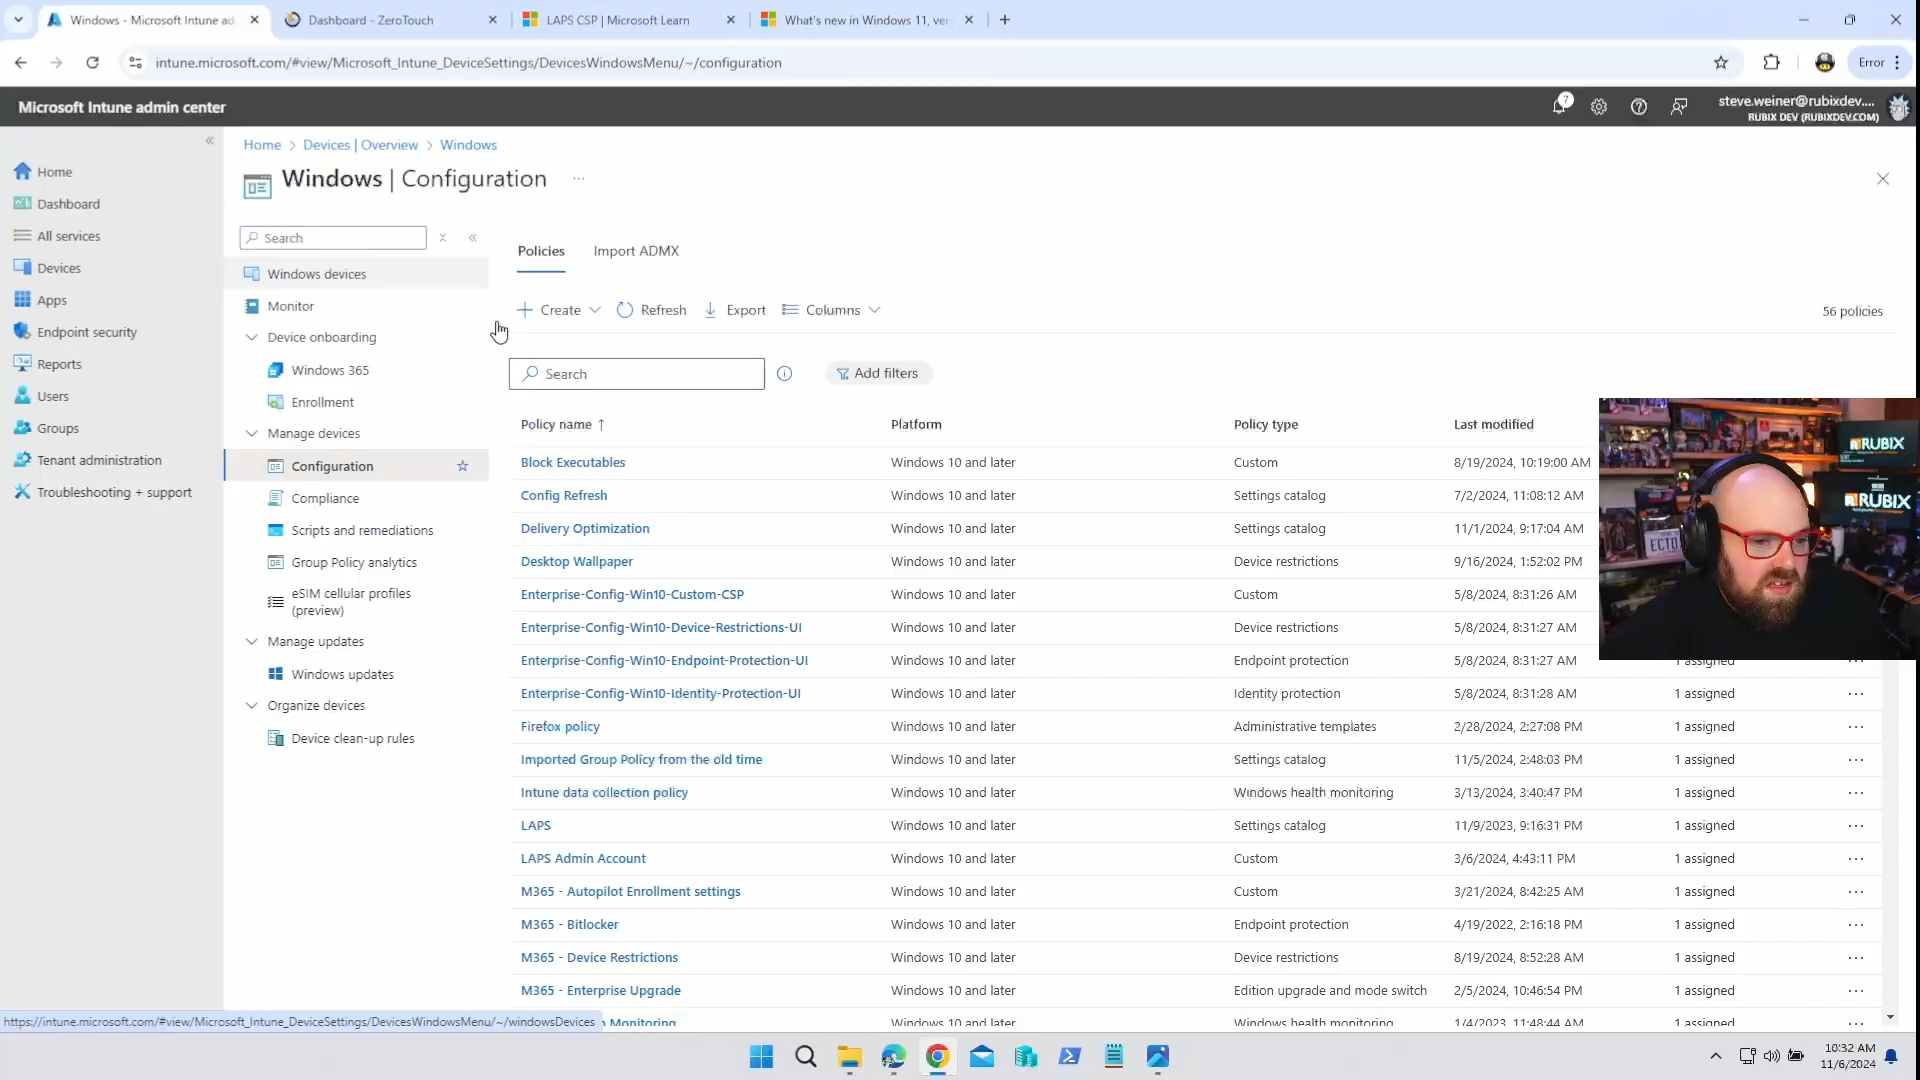 Windows - Microsoft Intune ad
Dashboard - ZeroTouch
LAPS CSP | Microsoft Learn
What's new in Windows 11, ver
intune.microsoft.com/#view/Microsoft_Intune_DeviceSettings/DevicesWindowsMenu/~/configuration
Error
Microsoft Intune admin center
7
steve.weiner@rubixdev....
RUBIX DEV (RUBIXDEV.COM)
Home
Dashboard
All services
Devices
Apps
Endpoint security
Reports
Users
Groups
Tenant administration
Troubleshooting + support
Home > Devices | Overview > Windows
Windows | Configuration
Search
Windows devices
Monitor
Device onboarding
Windows 365
Enrollment
Manage devices
Configuration
Compliance
Scripts and remediations
Group Policy analytics
eSIM cellular profiles
(preview)
Manage updates
Windows updates
Organize devices
Device clean-up rules
Policies Import ADMX
Create Refresh Export Columns 56 policies
Search Add filters
Policy name ↑ Platform Policy type Last modified
Block Executables Windows 10 and later Custom 8/19/2024, 10:19:00 AM
Config Refresh Windows 10 and later Settings catalog 7/2/2024, 11:08:12 AM
Delivery Optimization Windows 10 and later Settings catalog 11/1/2024, 9:17:04 AM
Desktop Wallpaper Windows 10 and later Device restrictions 9/16/2024, 1:52:02 PM
Enterprise-Config-Win10-Custom-CSP Windows 10 and later Custom 5/8/2024, 8:31:26 AM
Enterprise-Config-Win10-Device-Restrictions-UI Windows 10 and later Device restrictions 5/8/2024, 8:31:27 AM
Enterprise-Config-Win10-Endpoint-Protection-UI Windows 10 and later Endpoint protection 5/8/2024, 8:31:27 AM 1 assigned
Enterprise-Config-Win10-Identity-Protection-UI Windows 10 and later Identity protection 5/8/2024, 8:31:28 AM 1 assigned
Firefox policy Windows 10 and later Administrative templates 2/28/2024, 2:27:08 PM 1 assigned
Imported Group Policy from the old time Windows 10 and later Settings catalog 11/5/2024, 2:48:03 PM 1 assigned
Intune data collection policy Windows 10 and later Windows health monitoring 3/13/2024, 3:40:47 PM 1 assigned
LAPS Windows 10 and later Settings catalog 11/9/2023, 9:16:31 PM 1 assigned
LAPS Admin Account Windows 10 and later Custom 3/6/2024, 4:43:11 PM 1 assigned
M365 - Autopilot Enrollment settings Windows 10 and later Custom 3/21/2024, 8:42:25 AM 1 assigned
M365 - Bitlocker Windows 10 and later Endpoint protection 4/19/2022, 2:16:18 PM 1 assigned
M365 - Device Restrictions Windows 10 and later Device restrictions 8/19/2024, 8:52:28 AM 1 assigned
M365 - Enterprise Upgrade Windows 10 and later Edition upgrade and mode switch 2/5/2024, 10:46:54 PM 1 assigned
Monitoring Windows 10 and later Windows health monitoring 1/4/2023, 11:48:44 AM 1 assigned
RUBIX
RUBIX
ECTO
https://intune.microsoft.com/#view/Microsoft_Intune_DeviceSettings/DevicesWindowsMenu/~/windowsDevices
10:32 AM
11/6/2024